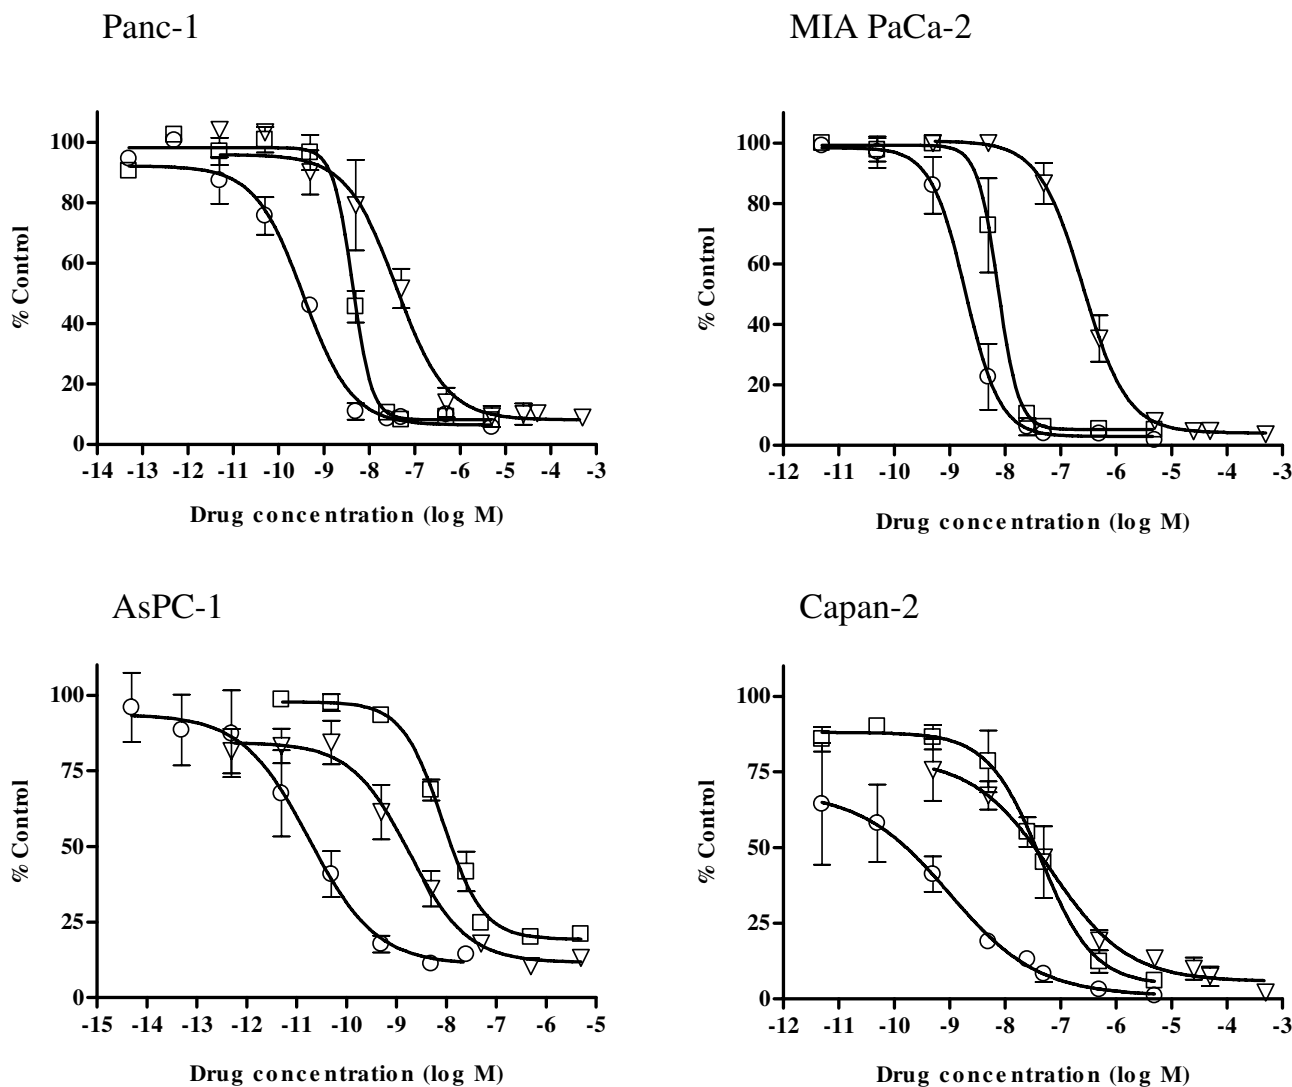 Panc-1
MIA PaCa-2
100
80
60
40
20
0
% Control
-14 -13 -12 -11 -10 -9 -8 -7 -6 -5 -4 -3
Drug concentration (log M)
100
80
60
40
20
0
% Control
-12 -11 -10 -9 -8 -7 -6 -5 -4 -3
Drug concentration (log M)
AsPC-1
Capan-2
100
75
50
25
0
% Control
-15 -14 -13 -12 -11 -10 -9 -8 -7 -6 -5
Drug concentration (log M)
100
75
50
25
0
% Control
-12 -11 -10 -9 -8 -7 -6 -5 -4 -3
Drug concentration (log M)